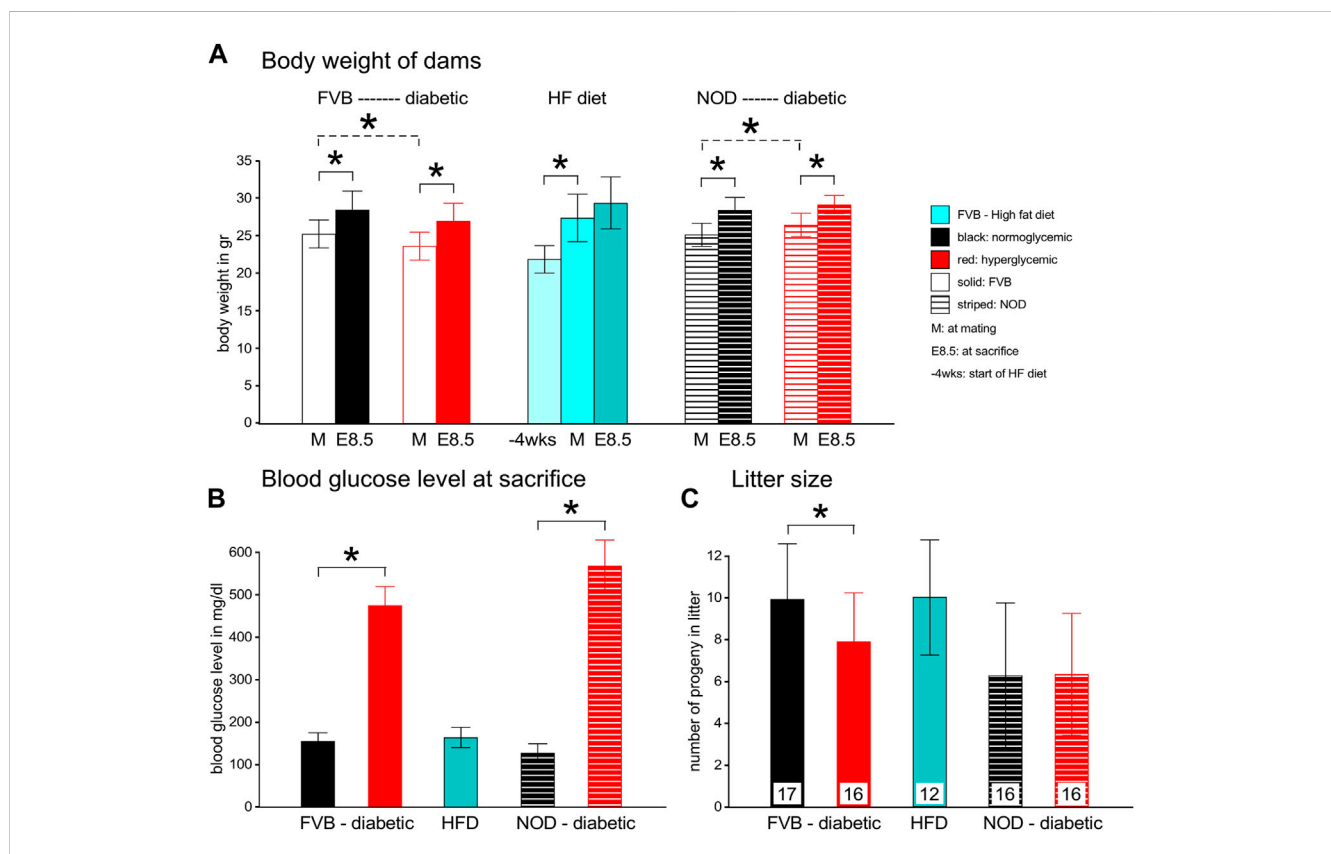 A Body weight of dams
FVB ------- diabetic HF diet NOD ------ diabetic
* *
* * * * *
35
30
25
20
15
10
5
0
body weight in gr
M E8.5 M E8.5 -4wks M E8.5 M E8.5 M E8.5
FVB - High fat diet
black: normoglycemic
red: hyperglycemic
solid: FVB
striped: NOD
M: at mating
E8.5: at sacrifice
-4wks: start of HF diet
B Blood glucose level at sacrifice
* *
600
500
400
300
200
100
0
blood glucose level in mg/dl
FVB - diabetic HFD NOD - diabetic
C Litter size
*
12
10
8
6
4
2
0
number of progeny in litter
17 16 12 16 16
FVB - diabetic HFD NOD - diabetic